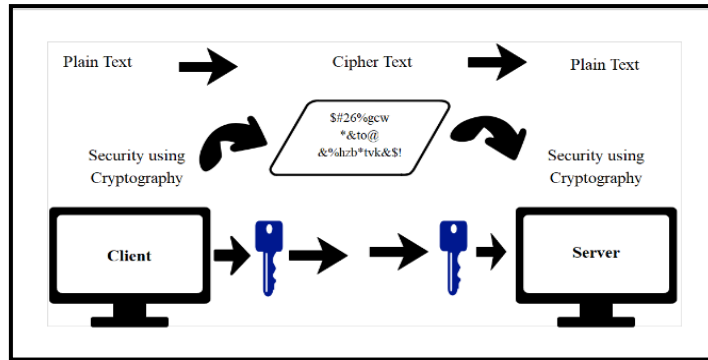 Plain Text
Cipher Text
Plain Text
$#26%gcw
*&to@
&%hzb*tvk&$!
Security using
Cryptography
Security using
Cryptography
Client
Server